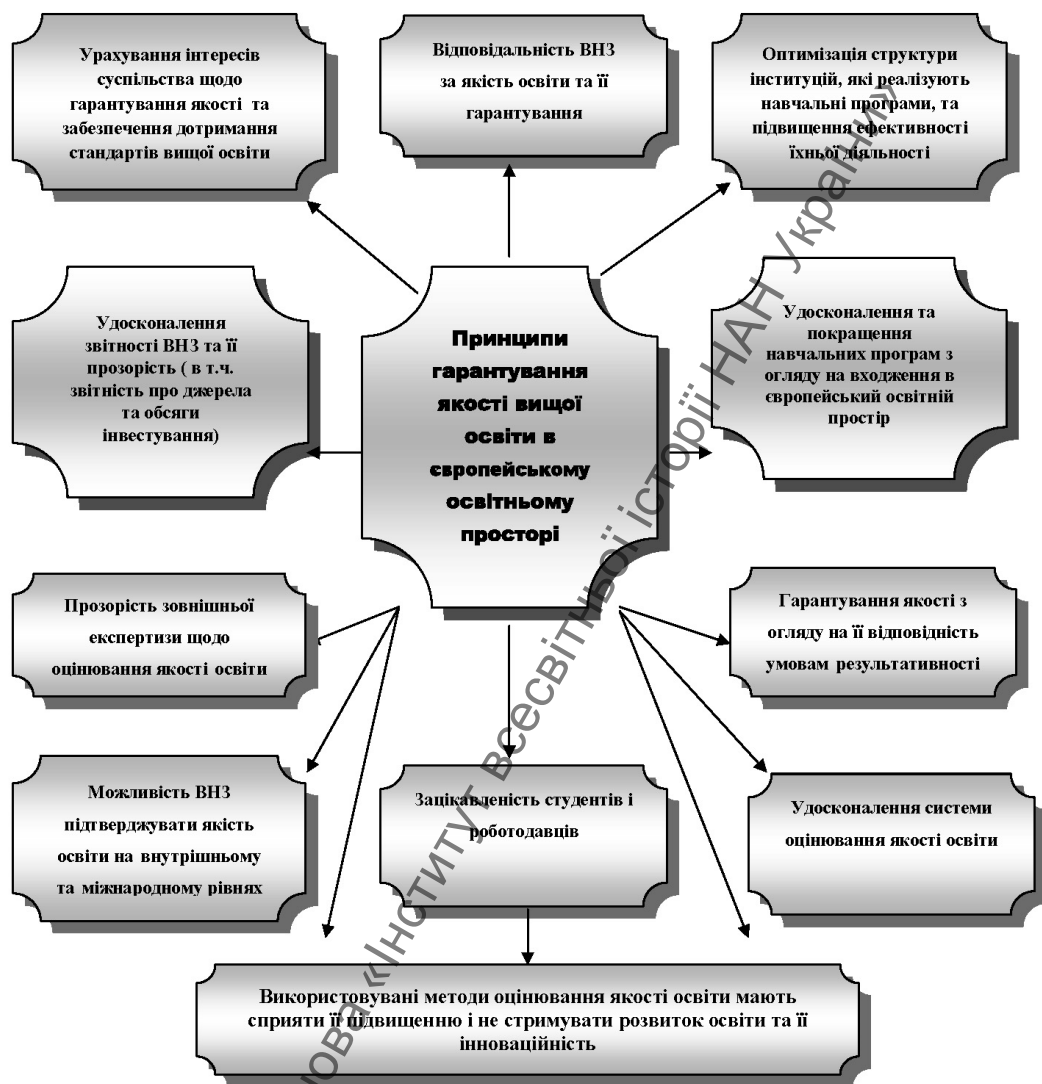 Урахування інтересів
суспільства щодо
гарантування якості та
забезпечення дотримання
стандартів вищої освіти
Відповідальність ВНЗ
за якість освіти та її
гарантування
Оптимізація структури
інституцій, які реалізують
навчальні програми, та
підвищення ефективності
їхньої діяльності
Удосконалення
звітності ВНЗ та її
прозорість ( в т.ч.
звітність про джерела
та обсяги
інвестування)
Принципи
гарантування
якості вищої
освіти в
європейському
освітньому
просторі
Удосконалення та
покращення
навчальних програм з
огляду на входження в
європейський освітній
простір
Прозорість зовнішньої
експертизи щодо
оцінювання якості освіти
Гарантування якості з
огляду на її відповідність
умовам результативності
Можливість ВНЗ
підтверджувати якість
освіти на внутрішньому
та міжнародному рівнях
Зацікавленість студентів і
роботодавців
Удосконалення системи
оцінювання якості освіти
Використовувані методи оцінювання якості освіти мають
сприяти її підвищенню і не стримувати розвиток освіти та її
інноваційність
«Інститут всесвітньої історії НАН України»